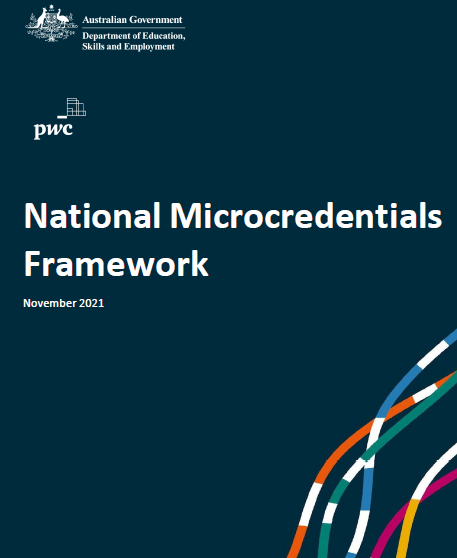 Australian Government
Department of Education,
Skills and Employment
pwc
National Microcredentials
Framework
November 2021